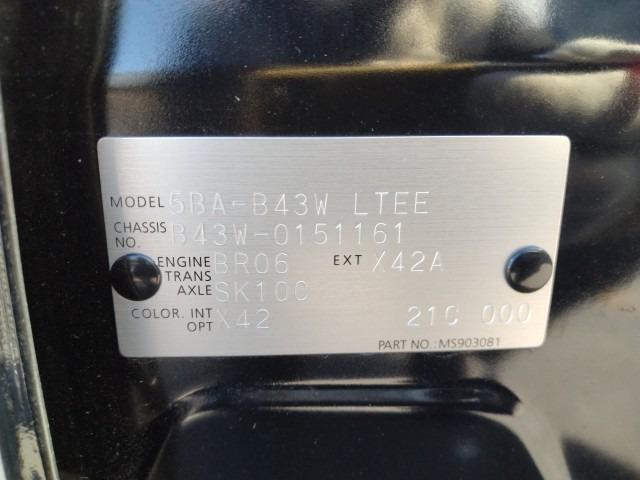 MODEL 5BA-B43W LTEE
CHASSIS NO. B43W-0151161
ENGINE BR06 EXT X42A
TRANS AXLE SK10C
COLOR. INT OPT X42 21C 000
PART NO.:MS903081